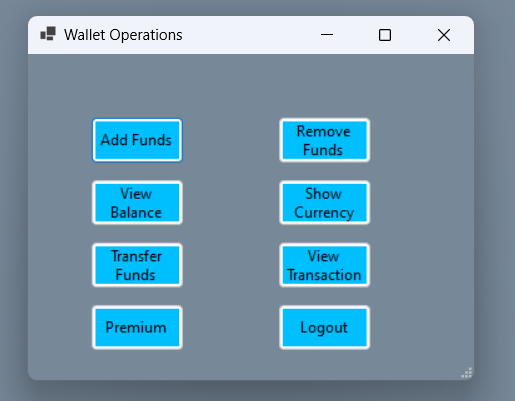 Wallet Operations
Add Funds
Remove
Funds
View
Balance
Show
Currency
Transfer
Funds
View
Transaction
Premium
Logout